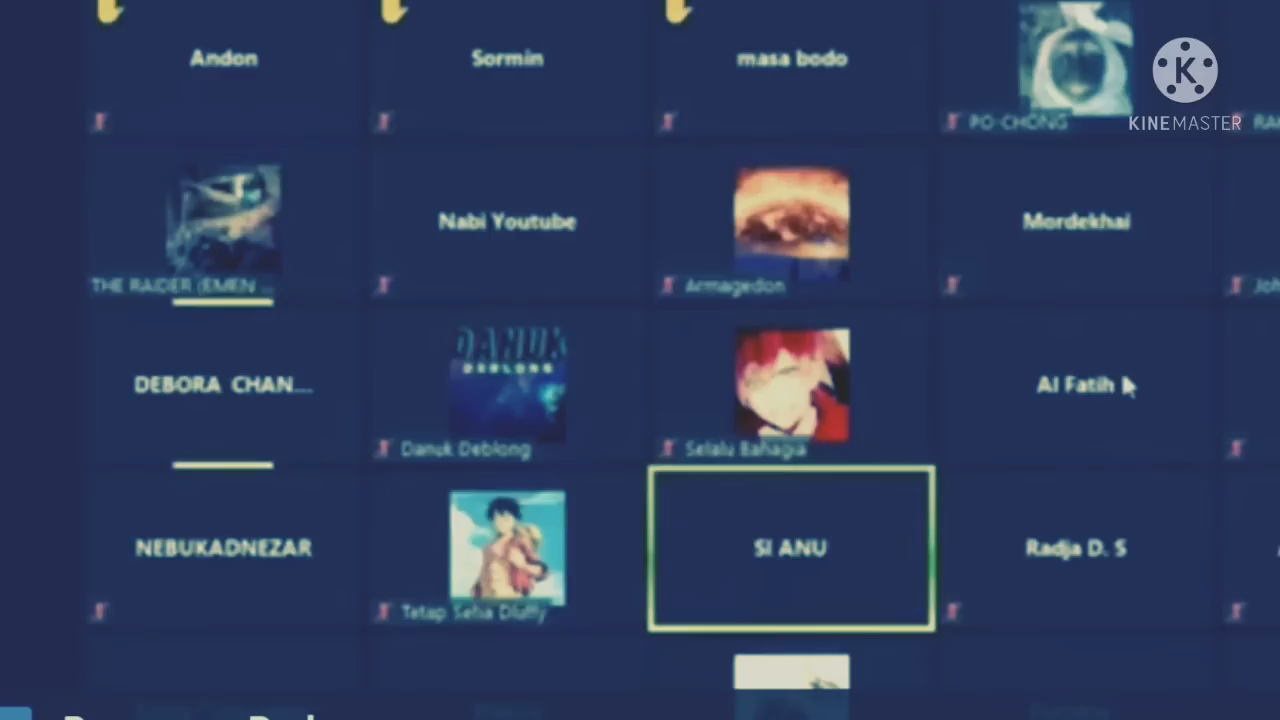 Andon
Sormin
masa bodo
PO CHONG
KINEMASTER
THE RAIDER (EMEN ...
Nabi Youtube
Armagedon
Mordekhai
DEBORA CHAN...
DANUK
DEBLONG
Danuk Deblong
Selalu Bahagia
Al Fatih
NEBUKADNEZAR
Tetap Setia Dluffy
SI ANU
Radja D. S